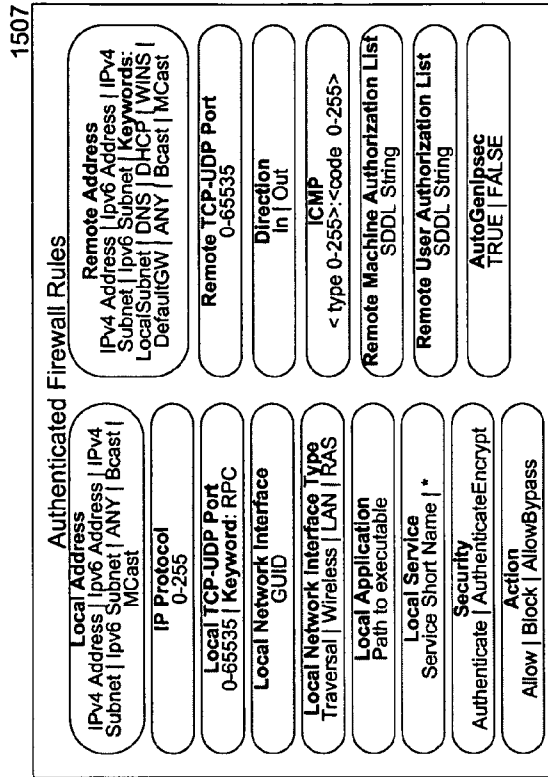 1507
Authenticated Firewall Rules
Local Address
IPv4 Address | Ipv6 Address | IPv4
Subnet | Ipv6 Subnet | ANY | Bcast |
MCast
IP Protocol
0-255
Local TCP-UDP Port
0-65535 | Keyword: RPC
Local Network Interface
GUID
Local Network Interface Type
Traversal | Wireless | LAN | RAS
Local Application
Path to executable
Local Service
Service Short Name | *
Security
Authenticate | AuthenticateEncrypt
Action
Allow | Block | AllowBypass
Remote Address
IPv4 Address | Ipv6 Address | IPv4
Subnet | Ipv6 Subnet | Keywords:
LocalSubnet | DNS | DHCP | WINS |
DefaultGW | ANY | Bcast | MCast
Remote TCP-UDP Port
0-65535
Direction
In | Out
ICMP
< type 0-255>:<code 0-255>
Remote Machine Authorization List
SDDL String
Remote User Authorization List
SDDL String
AutoGenIpsec
TRUE | FALSE